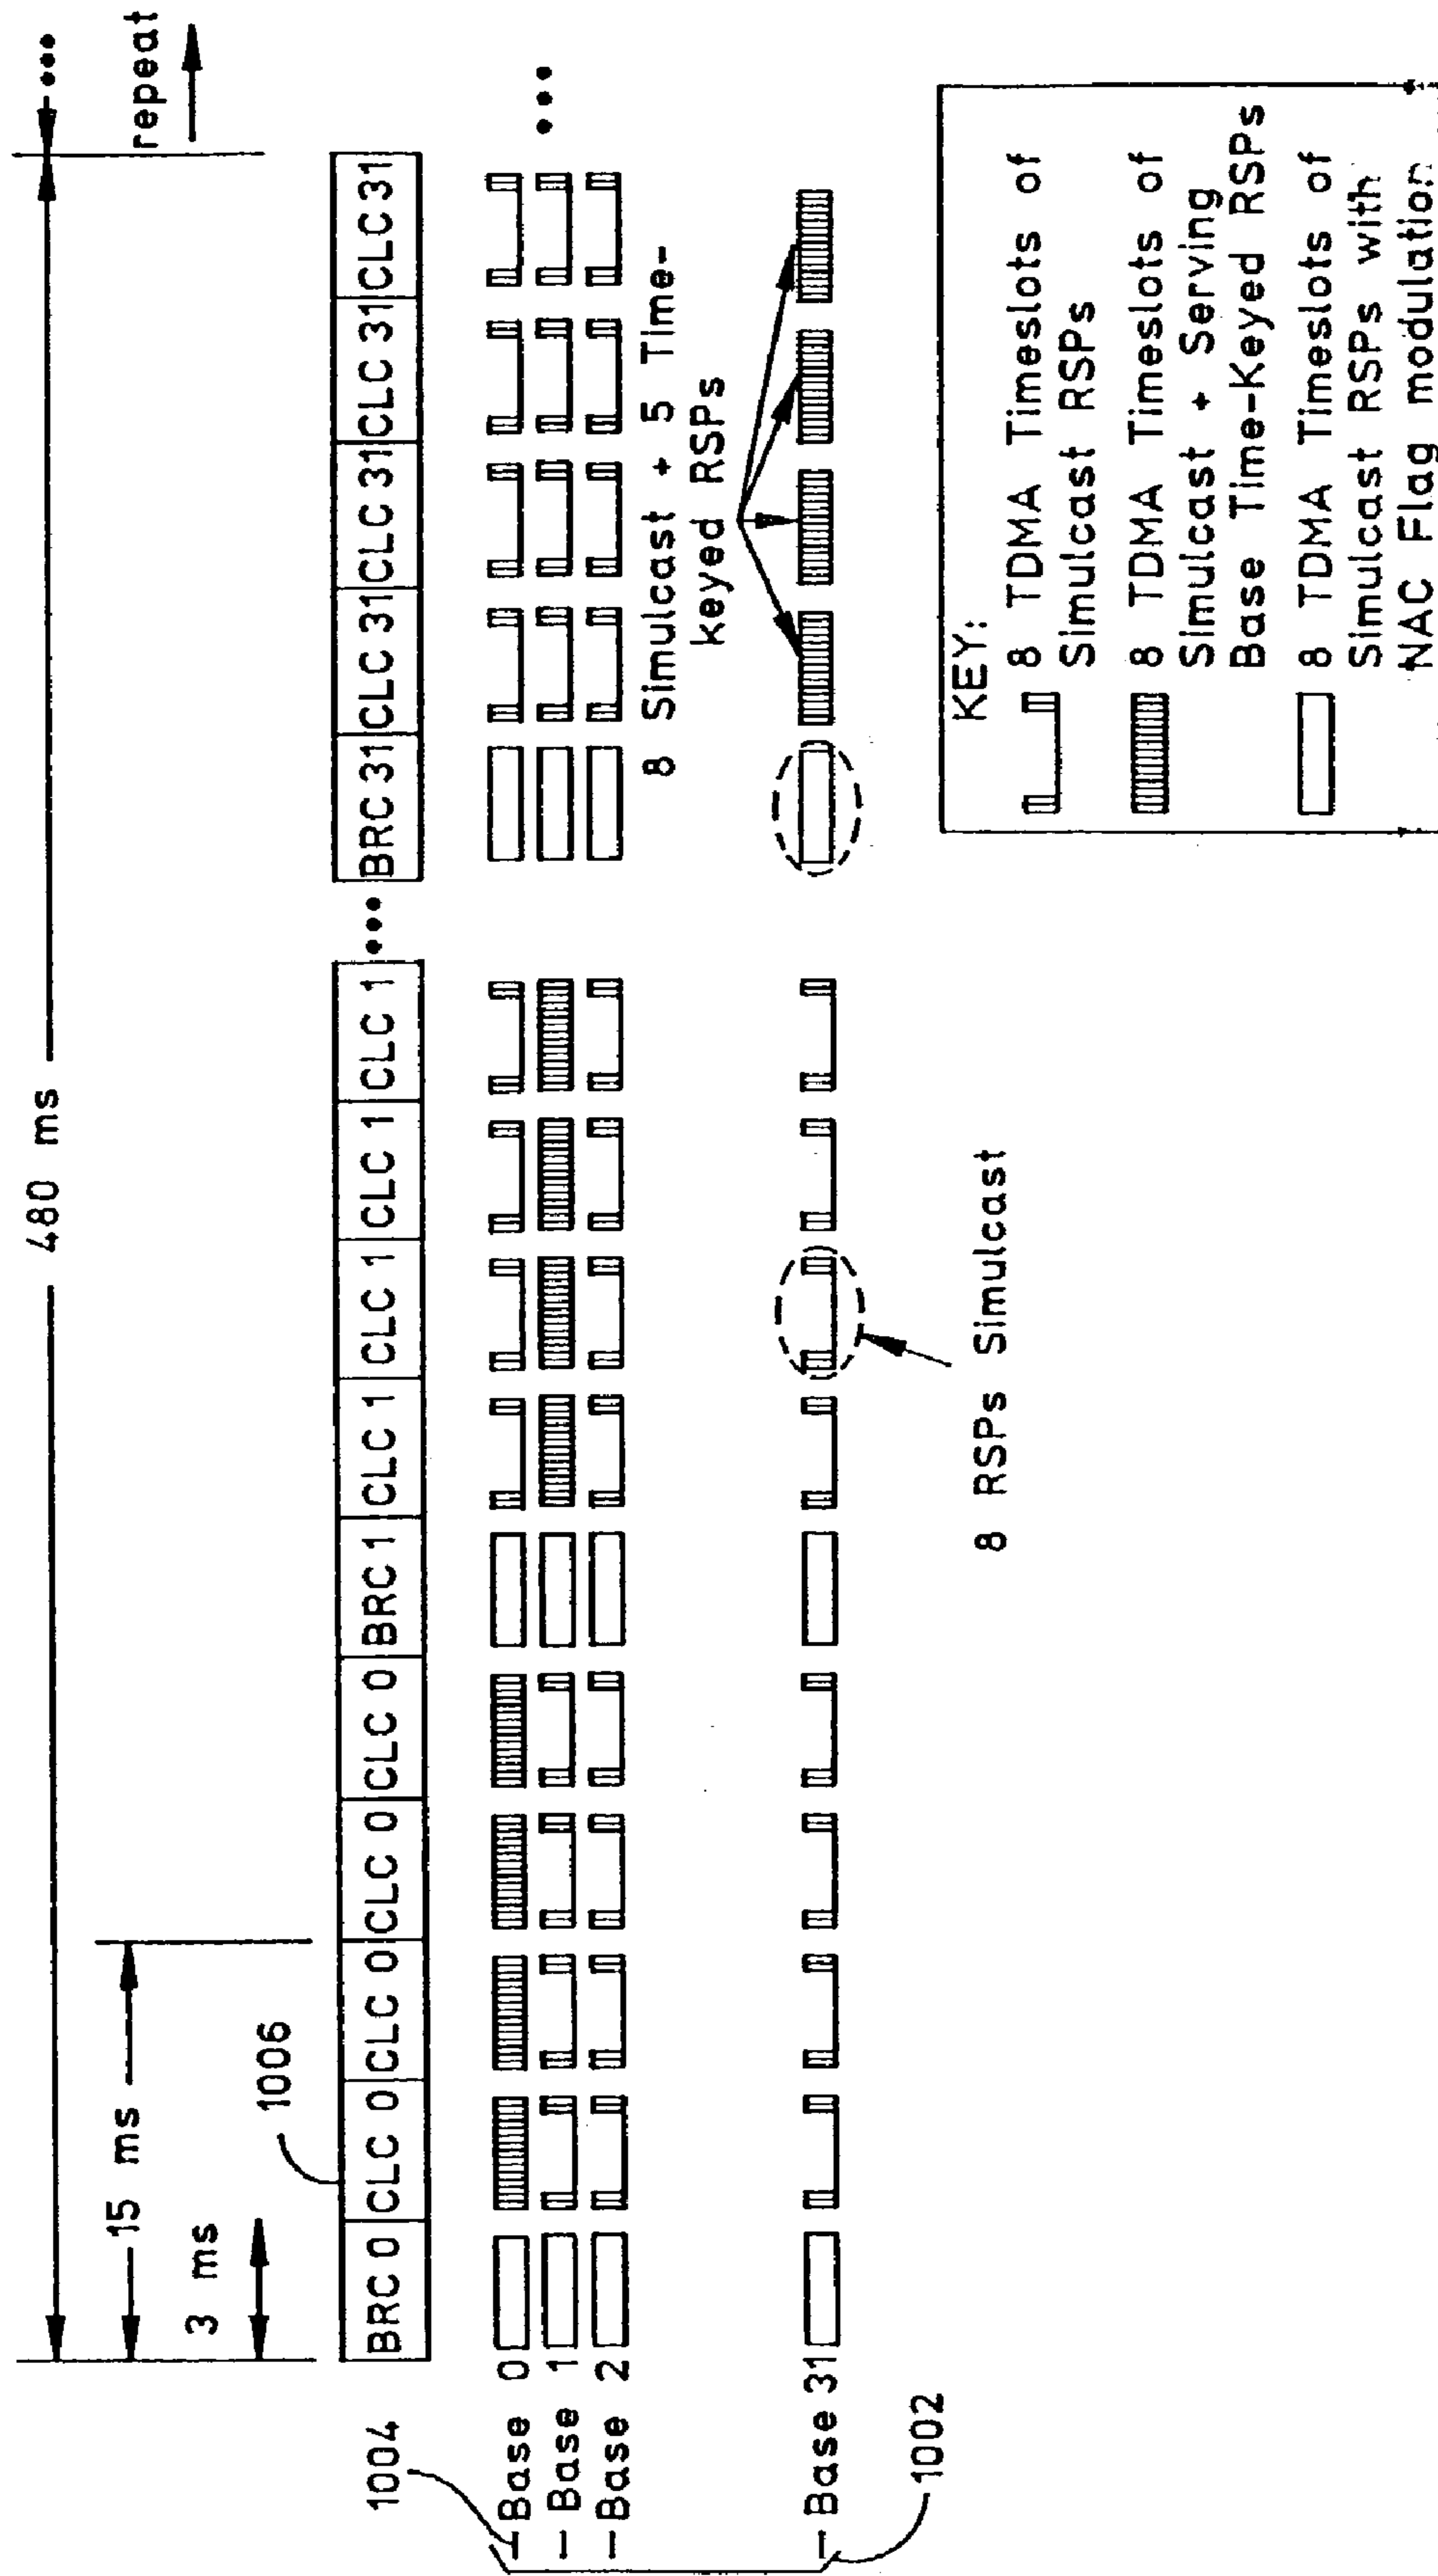 480 ms
•••
repeat
15 ms
3 ms
1006
1004
BRC 0 CLC 0 CLC 0 CLC 0 CLC 0 BRC 1 CLC 1 CLC 1 CLC 1 CLC 1 ••• BRC 31 CLC 31 CLC 31 CLC 31 CLC 31
Base 0
Base 1
•••
Base 2
8 Simulcast + 5 Time-
keyed RSPs
Base 31
1002
8 RSPs Simulcast
KEY:
8 TDMA Timeslots of
Simulcast RSPs
8 TDMA Timeslots of
Simulcast + Serving
Base Time-Keyed RSPs
8 TDMA Timeslots of
Simulcast RSPs with
NAC Flag modulation